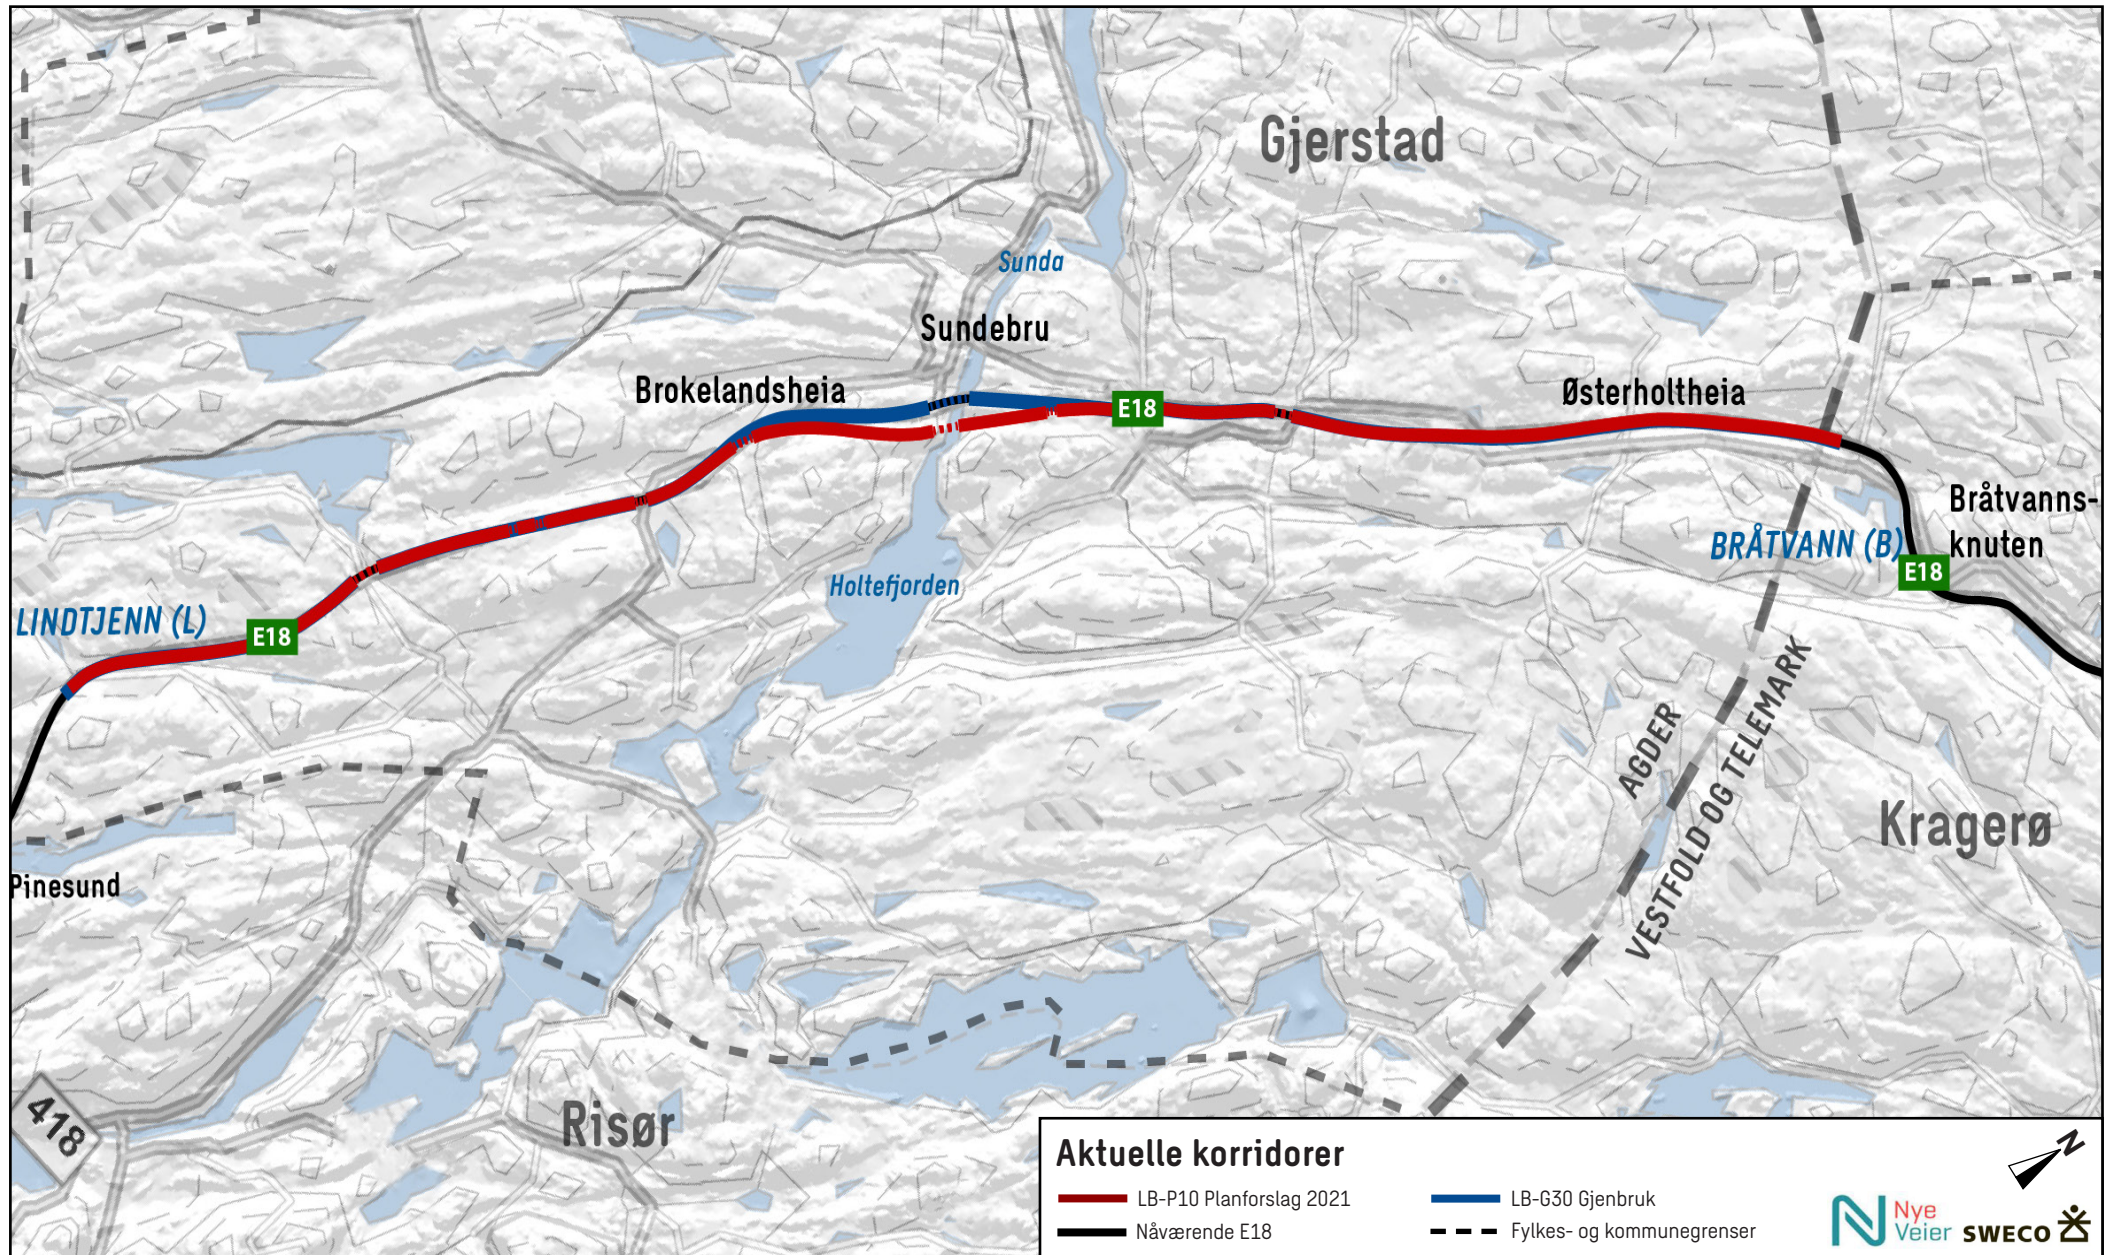 Gjerstad
Sunda
Sundebru
Brokelandsheia
Østerholtheia
E18
Bråtvanns-
knuten
BRÅTVANN (B)
E18
Holtefjorden
LINDTJENN (L)
E18
AGDER
VESTFOLD OG TELEMARK
Kragerø
Pinesund
Risør
418
Aktuelle korridorer
N
LB-P10 Planforslag 2021
LB-G30 Gjenbruk
Nåværende E18
Fylkes- og kommunegrenser
Nye
Veier
SWECO